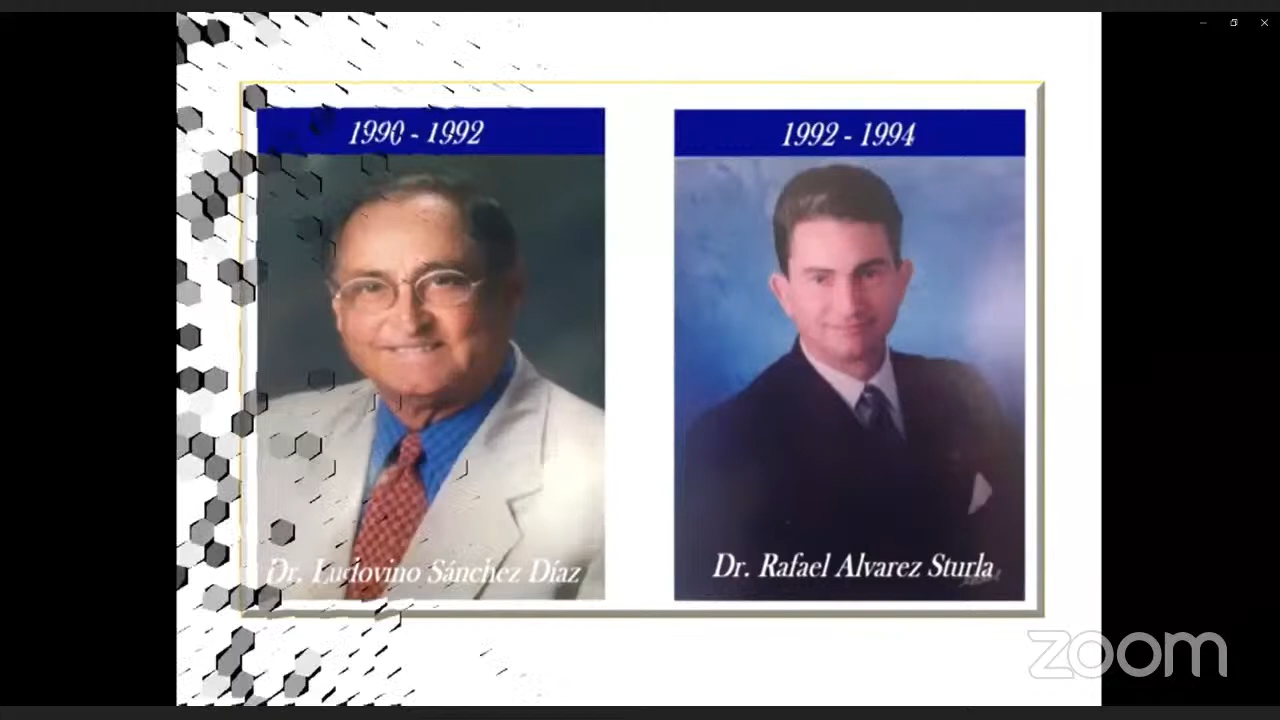 1990 - 1992
1992 - 1994
Dr. Ludovino Sánchez Díaz
Dr. Rafael Alvarez Sturla
zoom